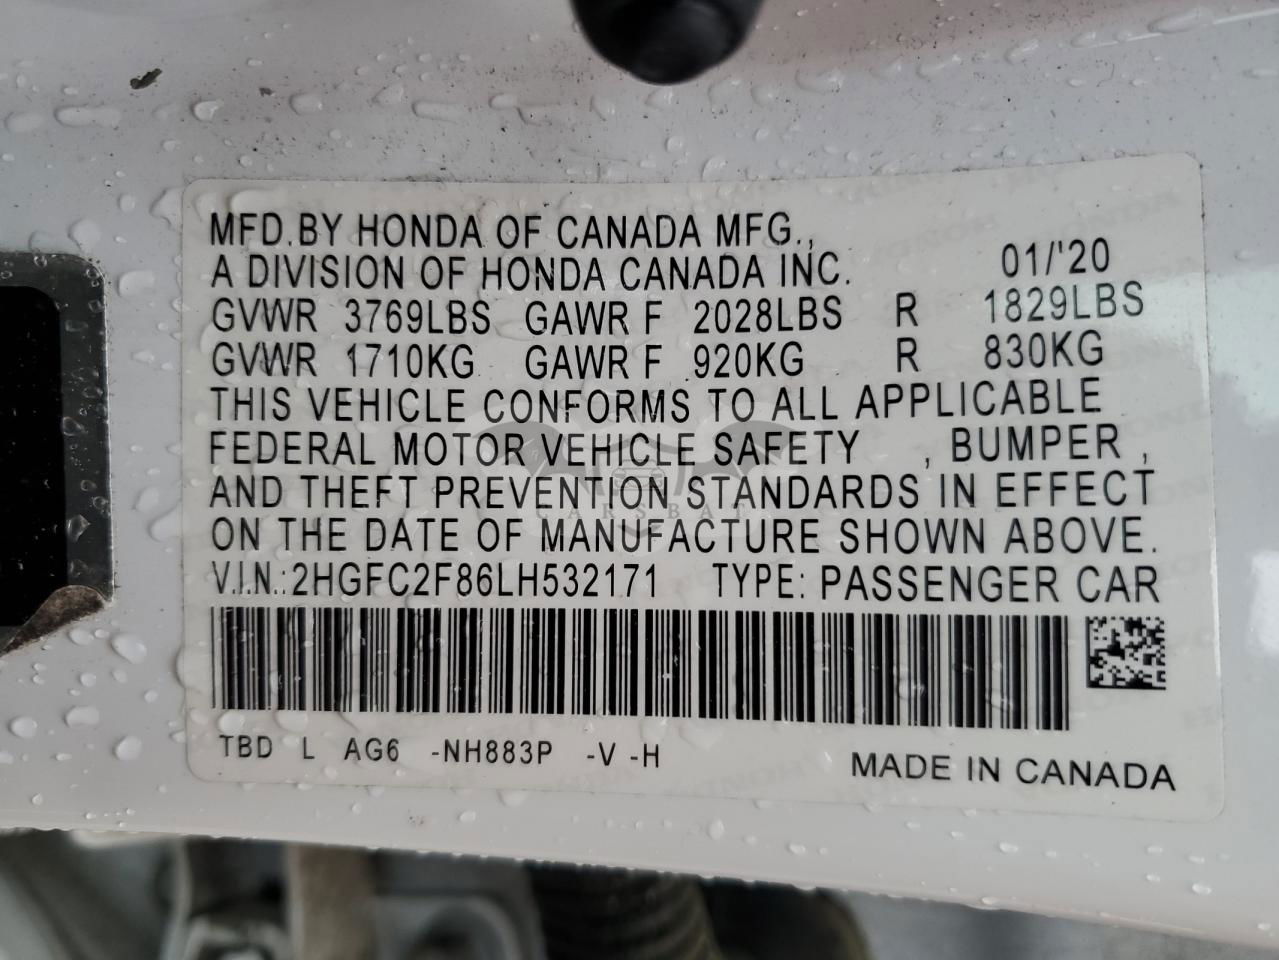 MFD.BY HONDA OF CANADA MFG.,
A DIVISION OF HONDA CANADA INC. 01/'20
GVWR 3769LBS GAWR F 2028LBS R 1829LBS
GVWR 1710KG GAWR F 920KG R 830KG
THIS VEHICLE CONFORMS TO ALL APPLICABLE
FEDERAL MOTOR VEHICLE SAFETY , BUMPER ,
AND THEFT PREVENTION STANDARDS IN EFFECT
ON THE DATE OF MANUFACTURE SHOWN ABOVE.
V.I.N.:2HGFC2F86LH532171 TYPE: PASSENGER CAR
TBD L AG6 -NH883P -V -H
MADE IN CANADA
CARSBAT